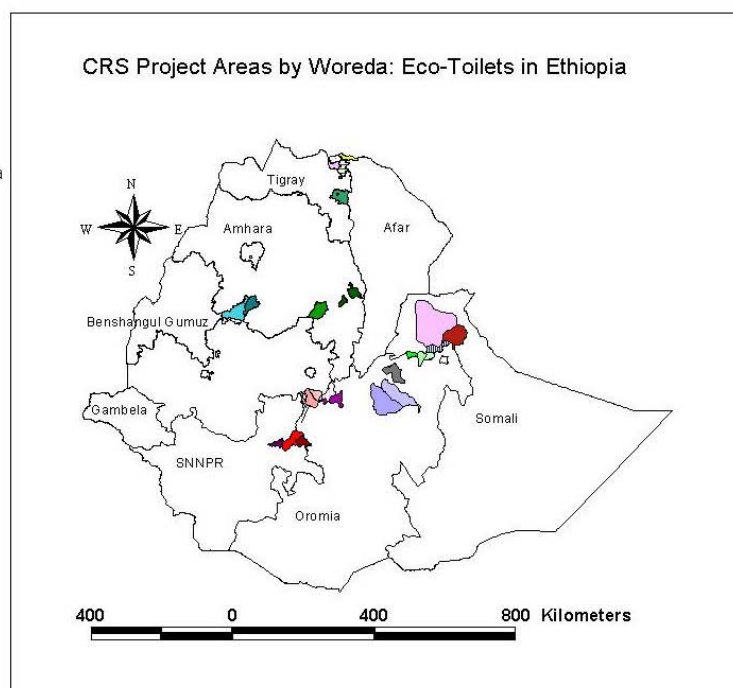 CRS Project Areas by Woreda: Eco-Toilets in Ethiopia
a
N
W E
S
Tigray
Amhara
Afar
Benshangul Gumuz
Gambela
Somali
SNNPR
Oromia
400 0 400 800 Kilometers